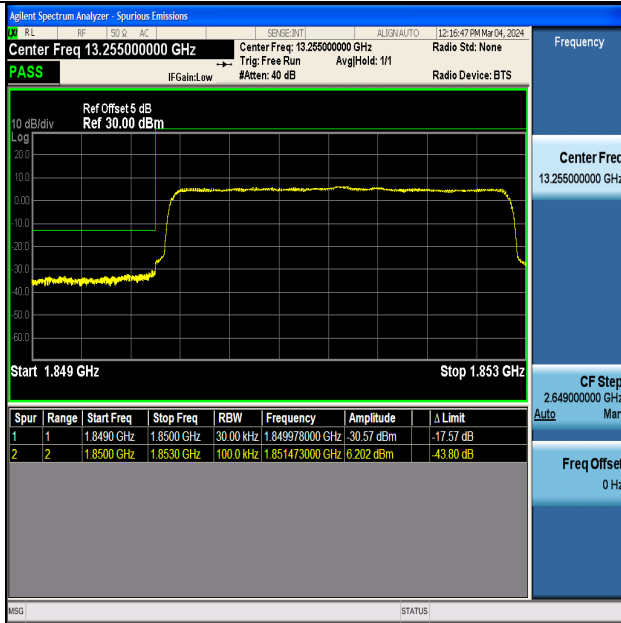 Agilent Spectrum Analyzer - Spurious Emissions
RL RF 50 Ω AC SENSE:INT ALIGN AUTO 12:16:47 PM Mar 04, 2024
Center Freq 13.255000000 GHz Center Freq: 13.255000000 GHz Radio Std: None
Trig: Free Run Avg|Hold: 1/1
PASS IFGain:Low #Atten: 40 dB Radio Device: BTS
Frequency
Ref Offset 5 dB
10 dB/div Ref 30.00 dBm
Log
20.0
10.0
0.00
-10.0
-20.0
-30.0
-40.0
-50.0
-60.0
Start 1.849 GHz Stop 1.853 GHz
Center Freq
13.255000000 GHz
CF Step
2.649000000 GHz
Auto Man
Freq Offset
0 Hz
Spur Range Start Freq Stop Freq RBW Frequency Amplitude Δ Limit
1 1 1.8490 GHz 1.8500 GHz 30.00 kHz 1.849978000 GHz -30.57 dBm -17.57 dB
2 2 1.8500 GHz 1.8530 GHz 100.0 kHz 1.851473000 GHz 6.202 dBm -43.80 dB
MSG STATUS